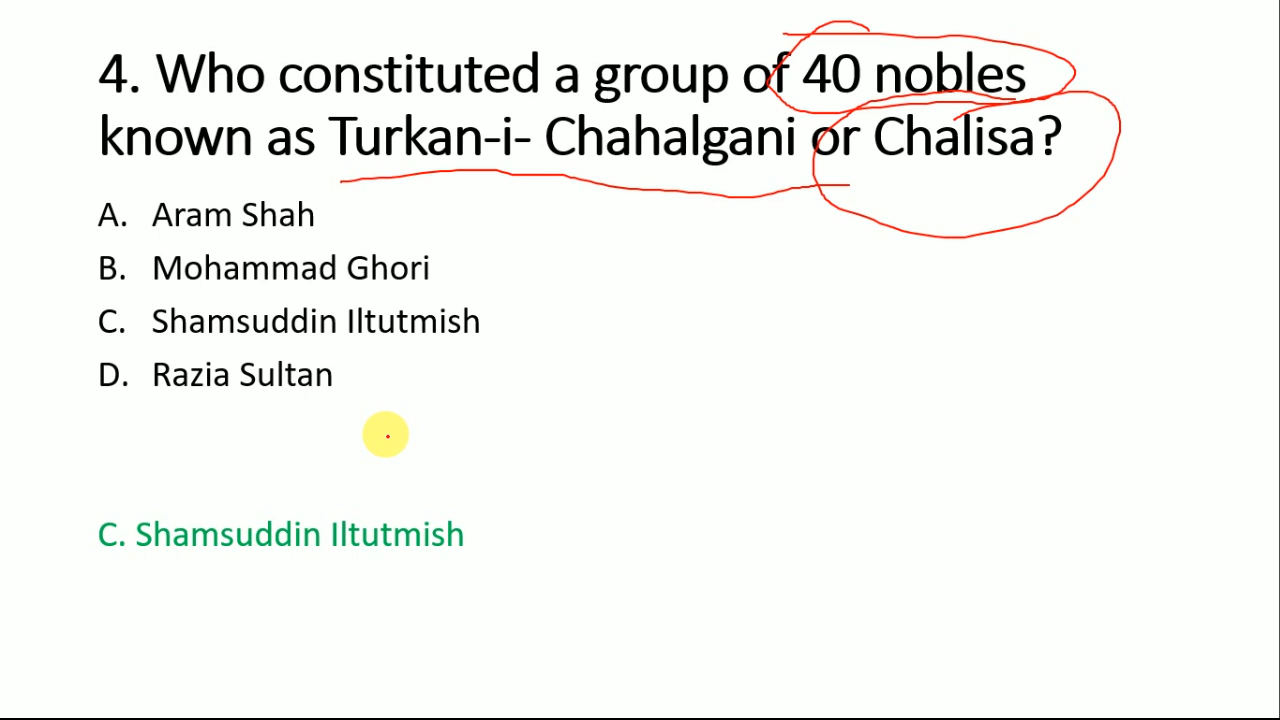 4. Who constituted a group of 40 nobles
known as Turkan-i- Chahalgani or Chalisa?
A. Aram Shah
B. Mohammad Ghori
C. Shamsuddin Iltutmish
D. Razia Sultan
C. Shamsuddin Iltutmish